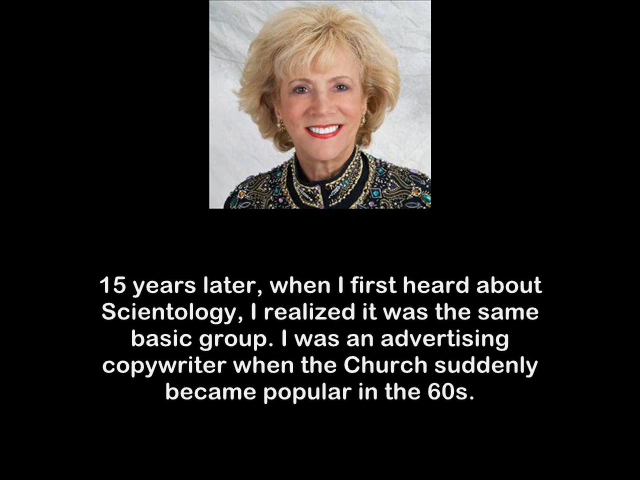 15 years later, when I first heard about
Scientology, I realized it was the same
basic group. I was an advertising
copywriter when the Church suddenly
became popular in the 60s.